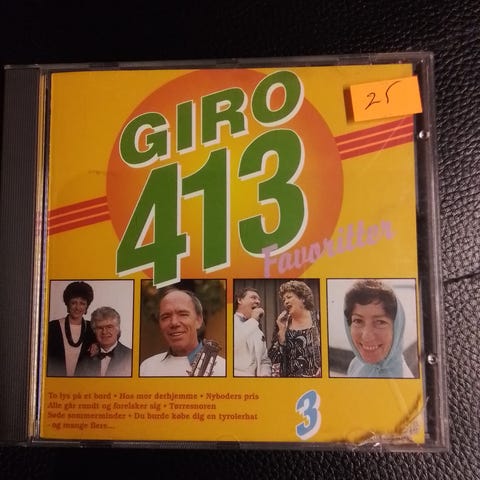 GIRO
25
413
Favoritter
To lys på et bord • Hos mor derhjemme • Nyboders pris
Alle går rundt og forelsker sig • Tørresnoren
Søde sommerminder • Du burde købe dig en tyrolerhat
- og mange flere...
3